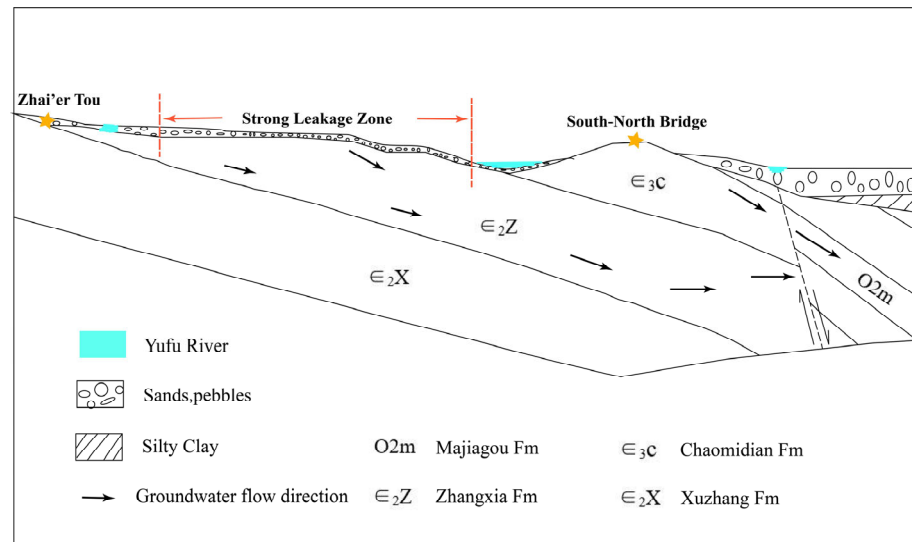 Zhai'er Tou
Strong Leakage Zone
South-North Bridge
∈₃c
∈₂Z
∈₂X
O2m
Yufu River
Sands,pebbles
Silty Clay
O2m Majiagou Fm ∈₃c Chaomidian Fm
Groundwater flow direction ∈₂Z Zhangxia Fm ∈₂X Xuzhang Fm